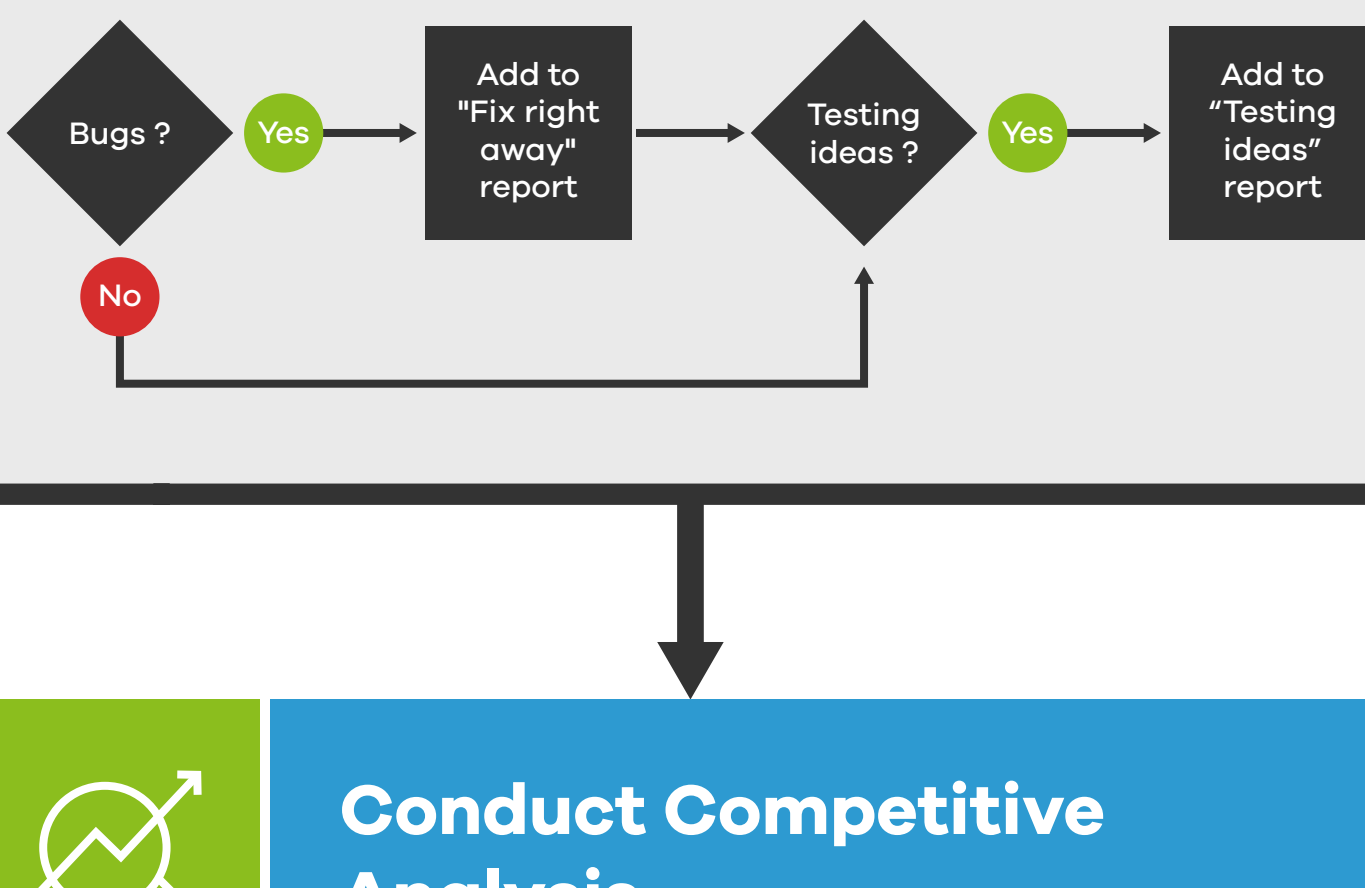 Bugs ?
Yes
Add to
"Fix right
away"
report
Testing
ideas ?
Yes
Add to
“Testing
ideas”
report
No
Conduct Competitive
Analysis